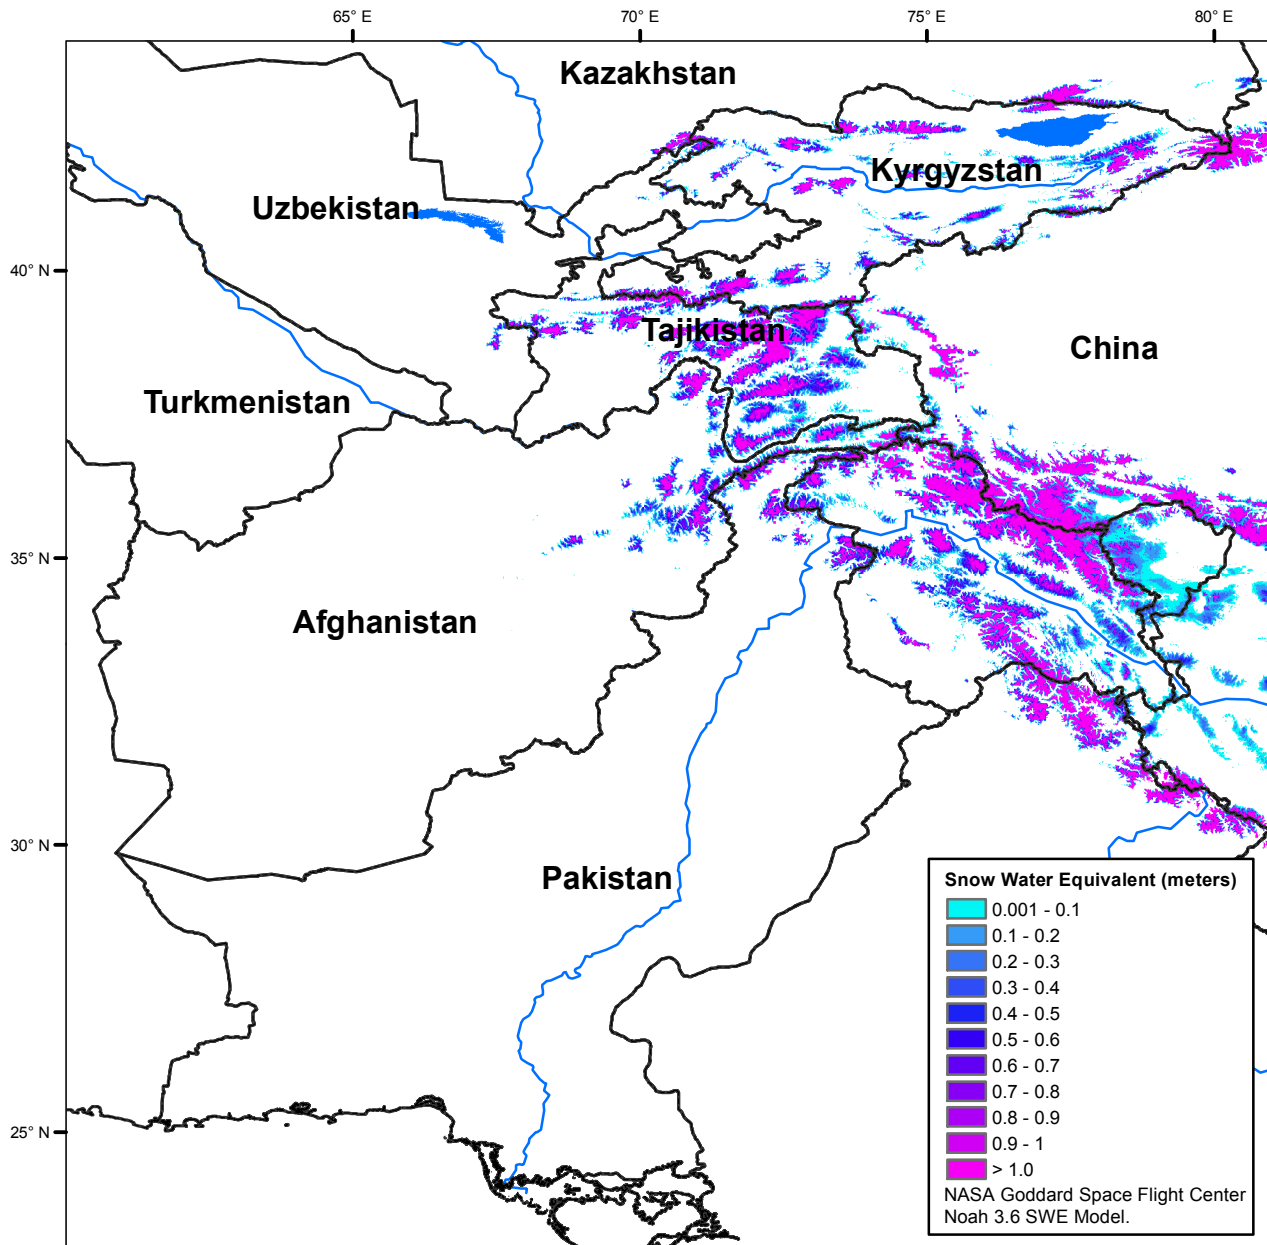 65° E
70° E
75° E
80° E
Kazakhstan
Kyrgyzstan
Uzbekistan
40° N
Tajikistan
China
Turkmenistan
35° N
Afghanistan
30° N
Pakistan
25° N
Snow Water Equivalent (meters)
0.001 - 0.1
0.1 - 0.2
0.2 - 0.3
0.3 - 0.4
0.4 - 0.5
0.5 - 0.6
0.6 - 0.7
0.7 - 0.8
0.8 - 0.9
0.9 - 1
> 1.0
NASA Goddard Space Flight Center
Noah 3.6 SWE Model.